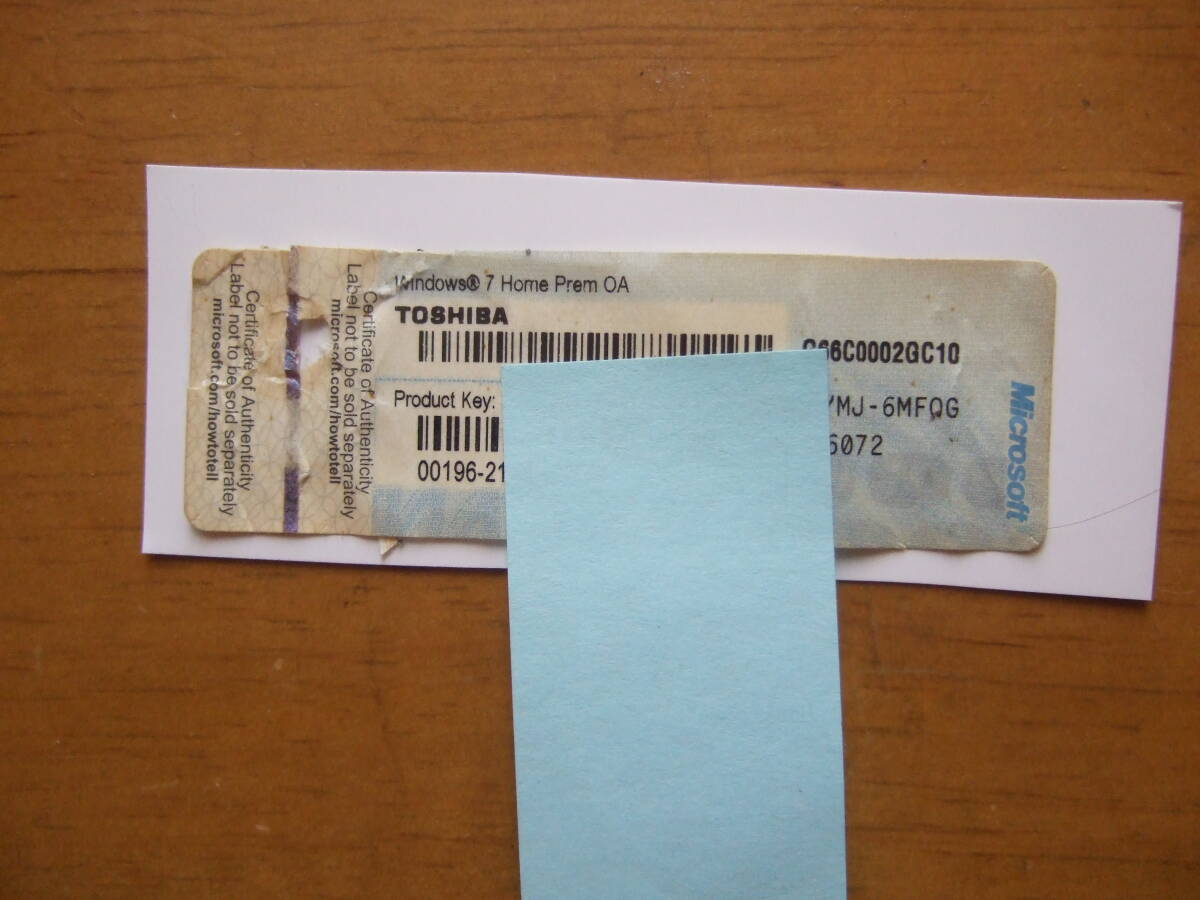 Certificate of Authenticity
Label not to be sold separately
microsoft.com/howtotell
Certificate of Authenticity
Label not to be sold separately
microsoft.com/howtotell
Windows® 7 Home Prem OA
TOSHIBA
66C0002GC10
Product Key:
YMJ-6MFQG
00196-21
6072
Microsoft